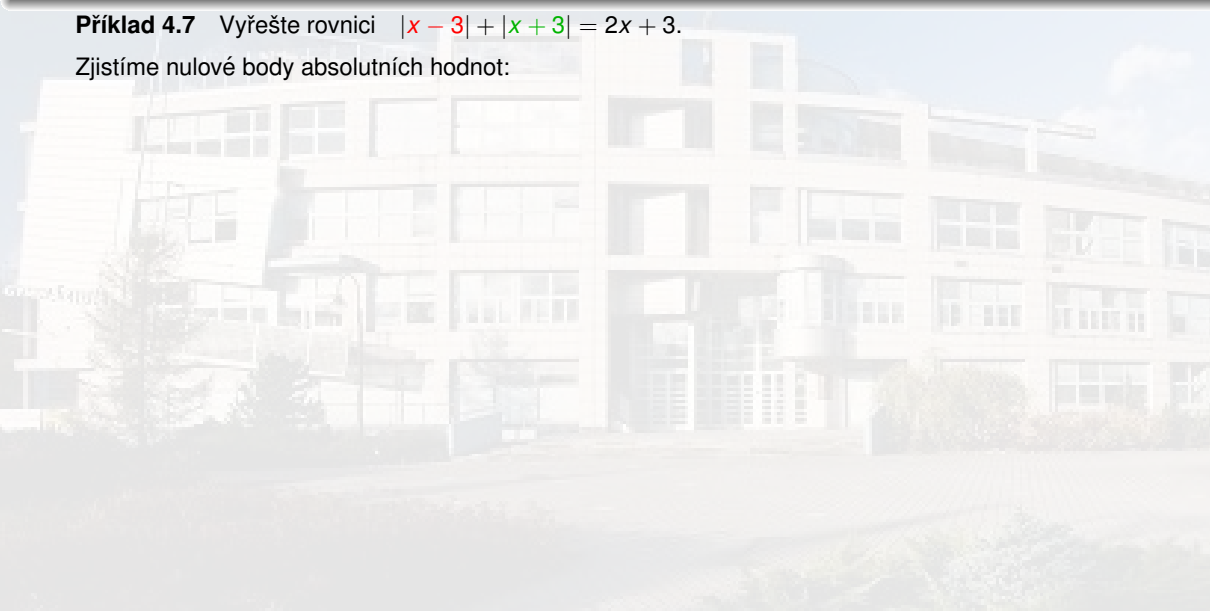 Příklad 4.7 Vyřešte rovnici |x − 3| + |x + 3| = 2x + 3.
Zjistíme nulové body absolutních hodnot: